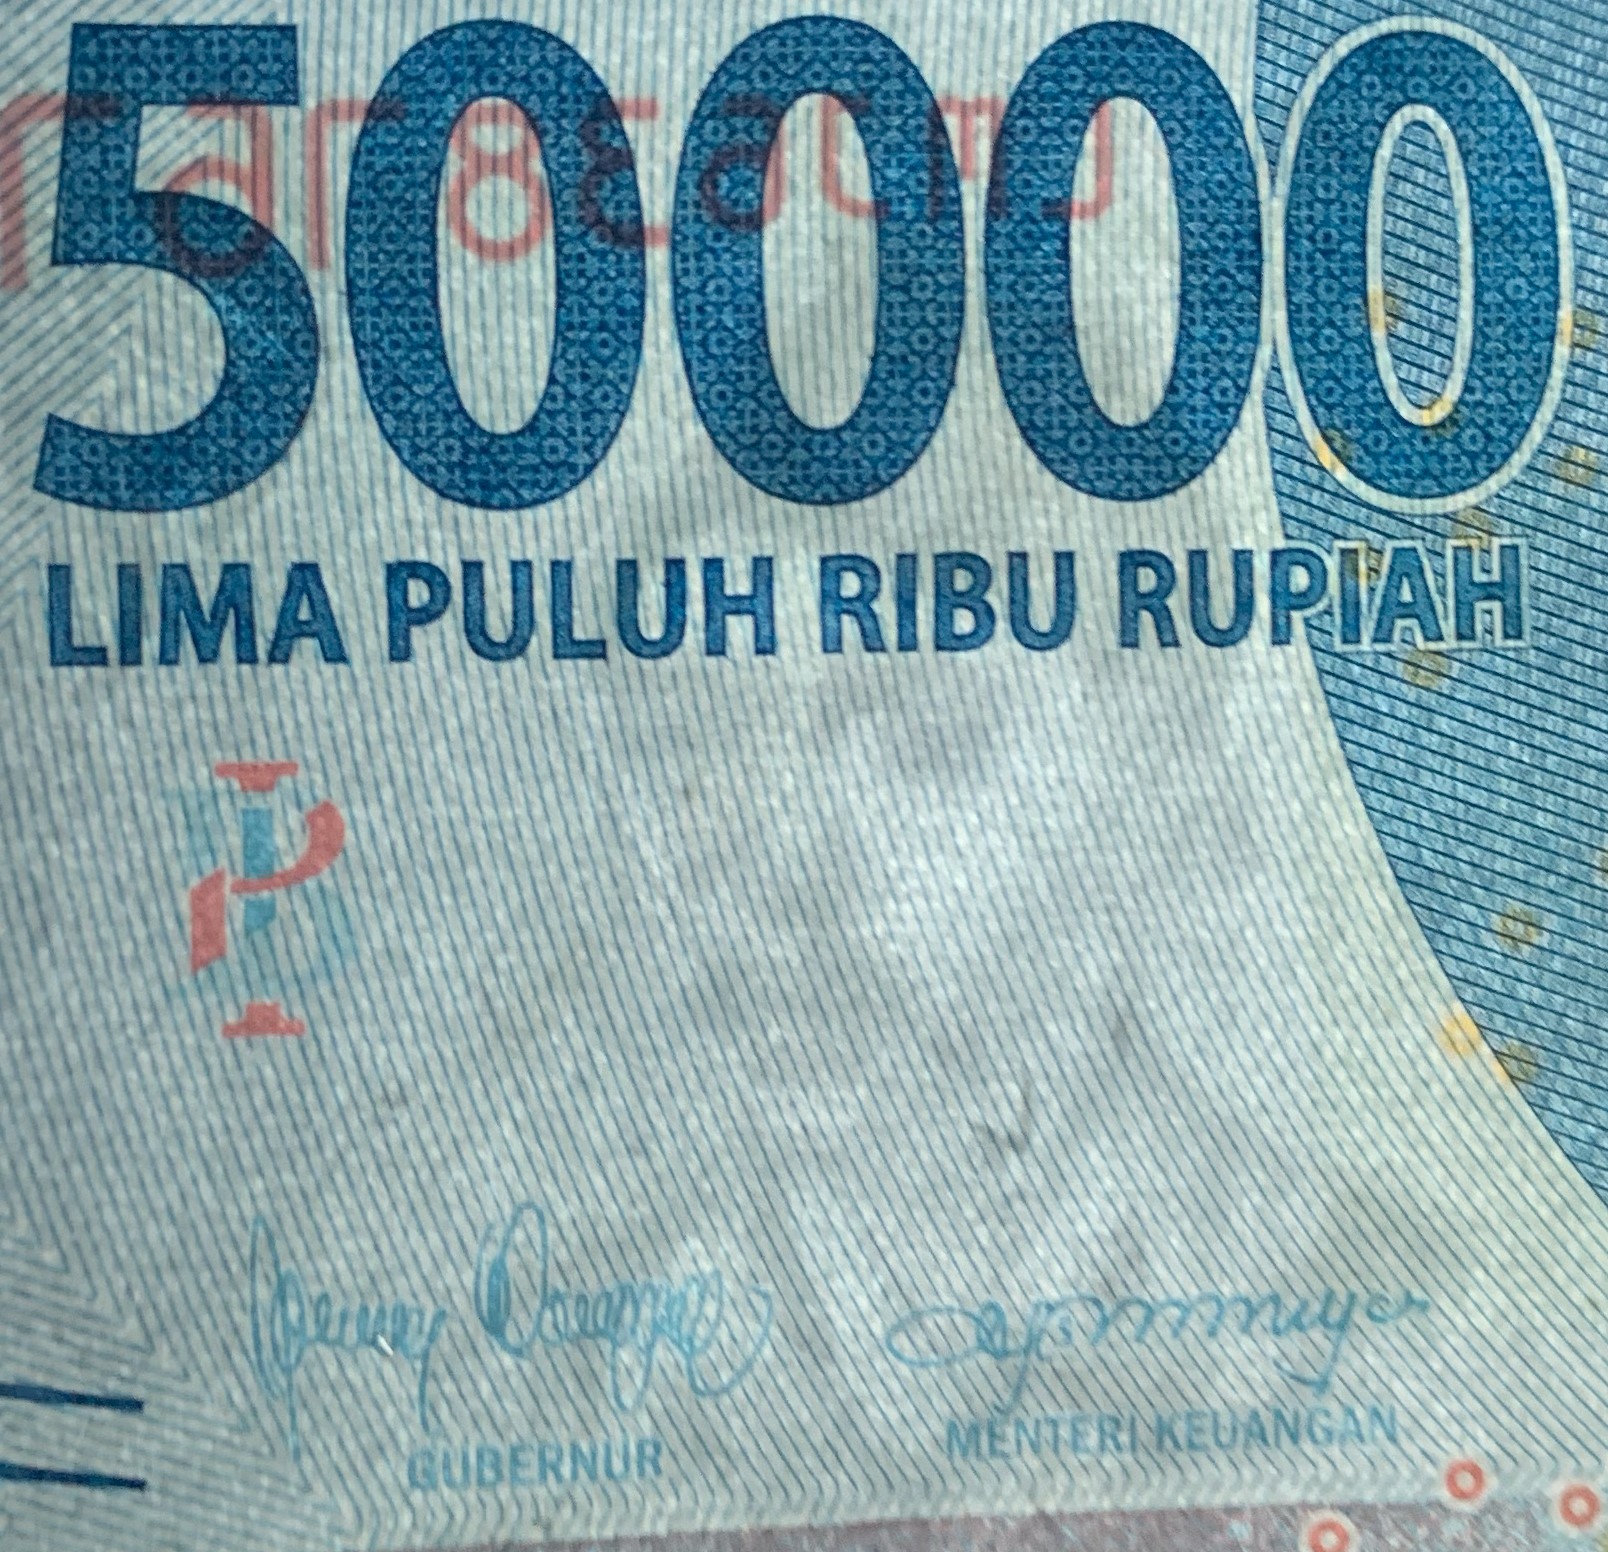 50000
LIMA PULUH RIBU RUPIAH
GUBERNUR
MENTERI KEUANGAN